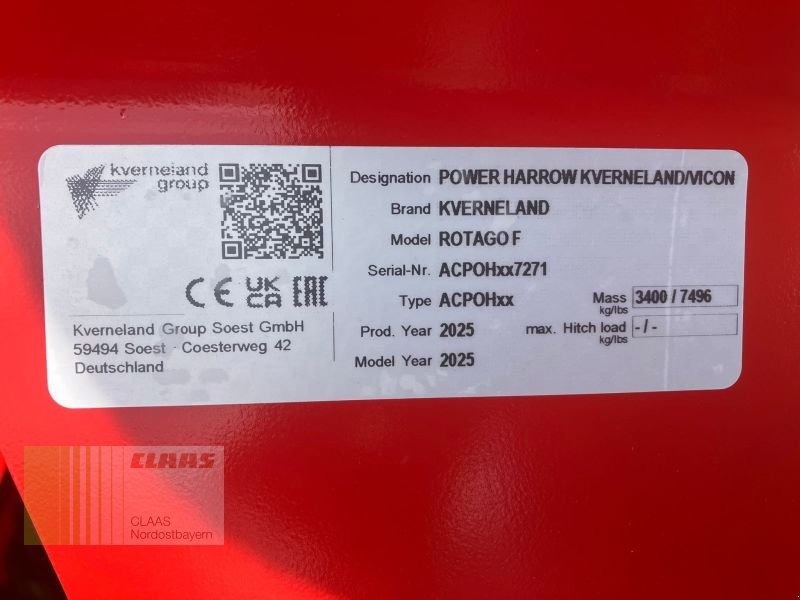 kverneland
group
CE UK CA EAC
Kverneland Group Soest GmbH
59494 Soest - Coesterweg 42
Deutschland
Designation POWER HARROW KVERNELAND/VICON
Brand KVERNELAND
Model ROTAGO F
Serial-Nr. ACPOHxx7271
Type ACPOHxx
Mass 3400 / 7496
kg/lbs
Prod. Year 2025
max. Hitch load - / -
kg/lbs
Model Year 2025
CLAAS
CLAAS
Nordostbayern